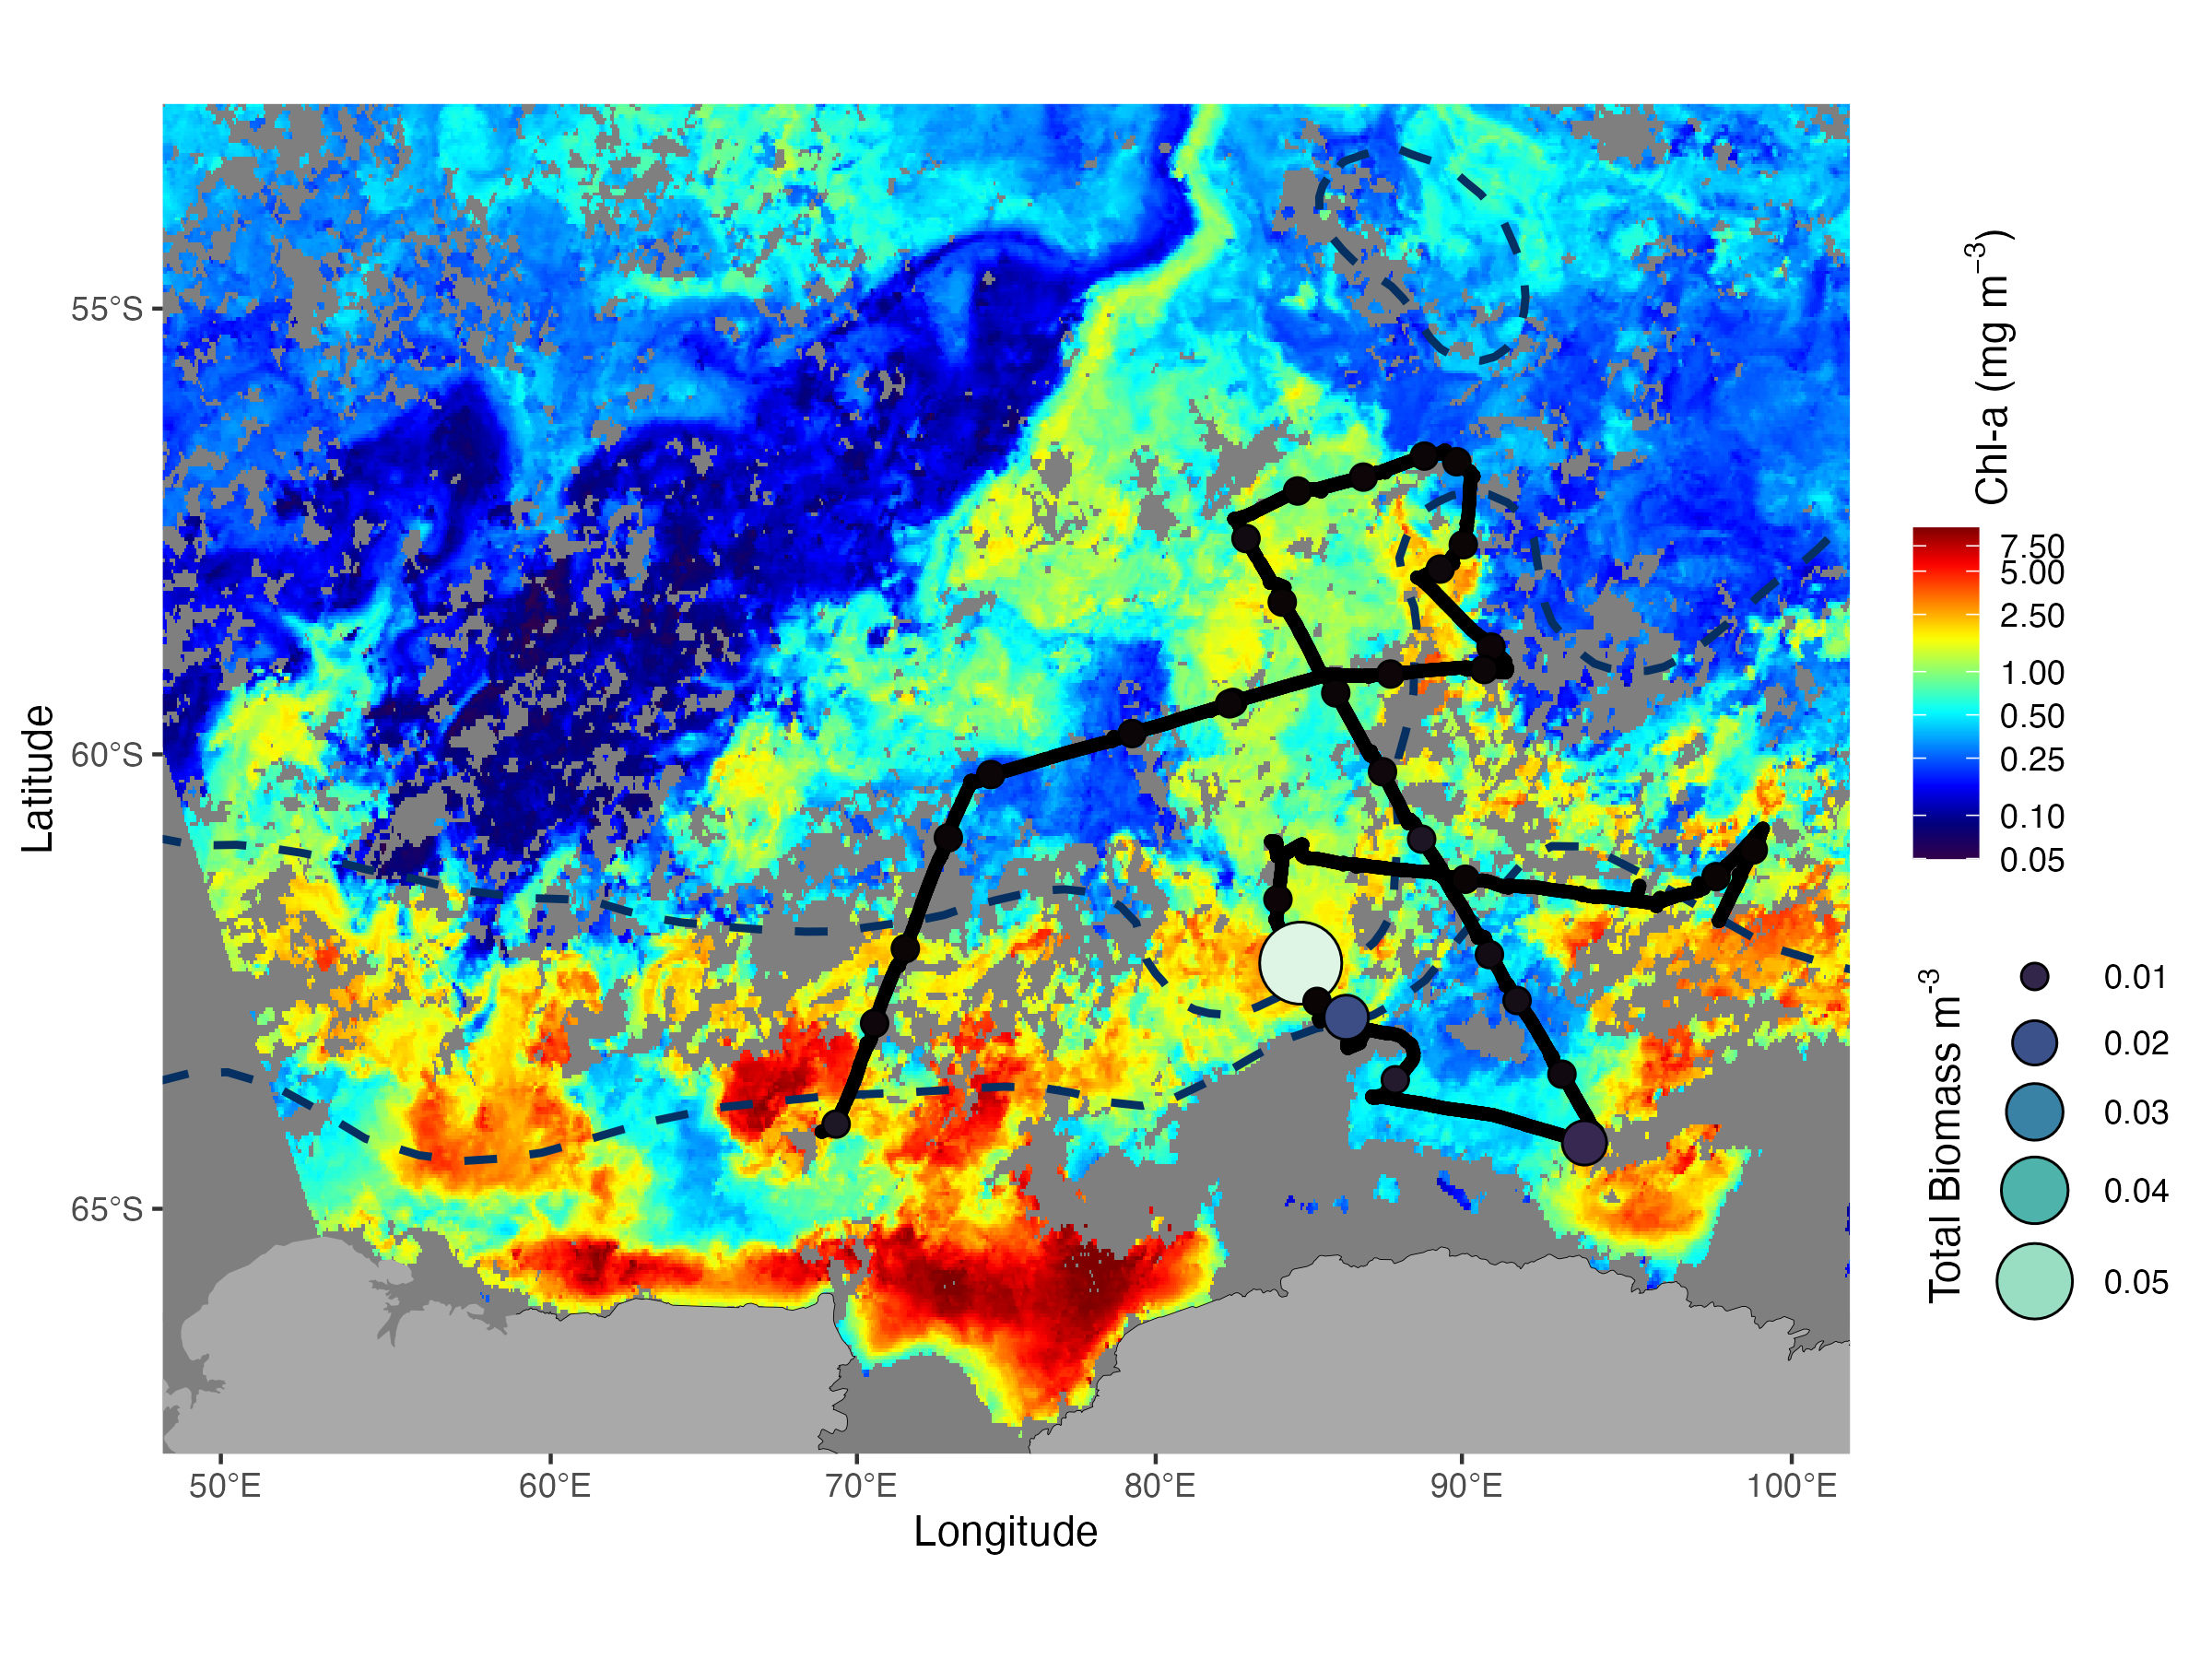 55°S
60°S
65°S
Latitude
50°E
60°E
70°E
80°E
90°E
100°E
Longitude
Chl-a (mg m⁻³)
7.50
5.00
2.50
1.00
0.50
0.25
0.10
0.05
Total Biomass m⁻³
0.01
0.02
0.03
0.04
0.05